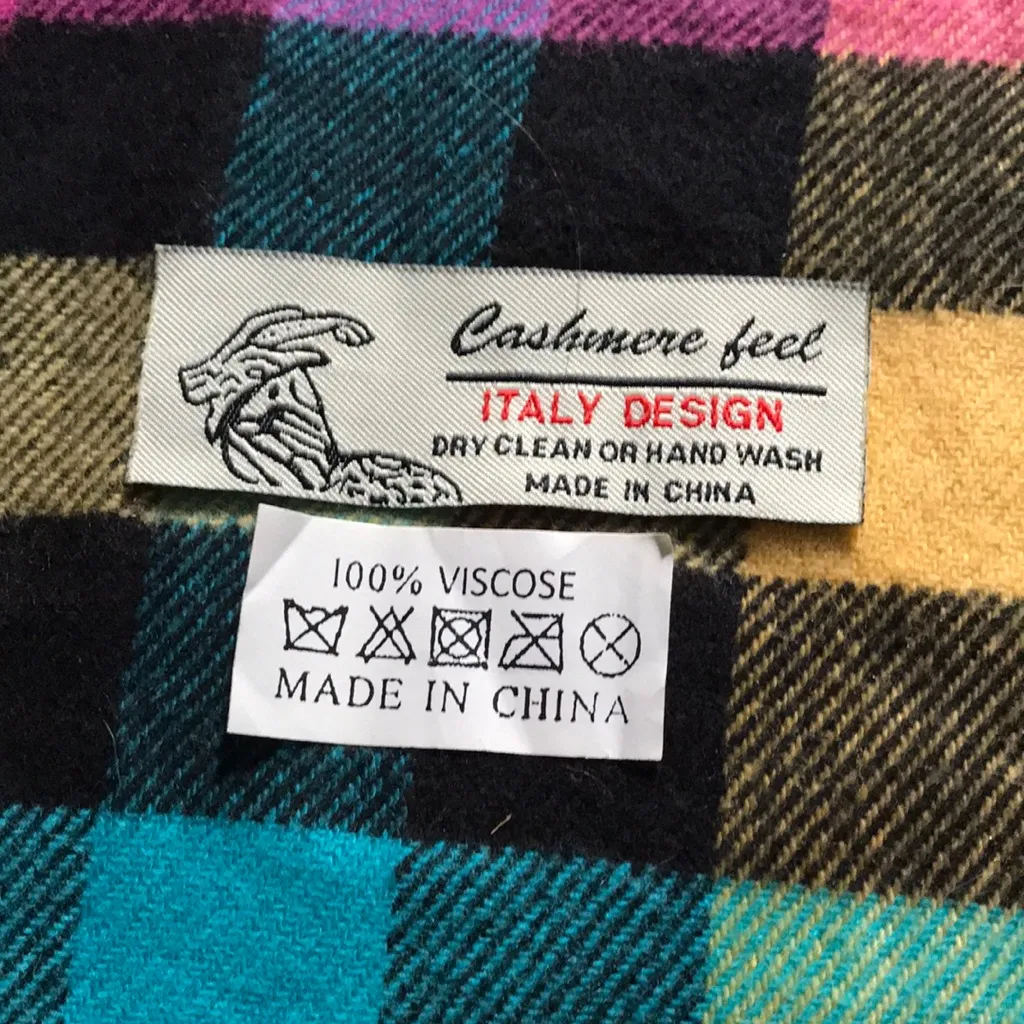 Cashmere feel
ITALY DESIGN
DRY CLEAN OR HAND WASH
MADE IN CHINA
100% VISCOSE
MADE IN CHINA